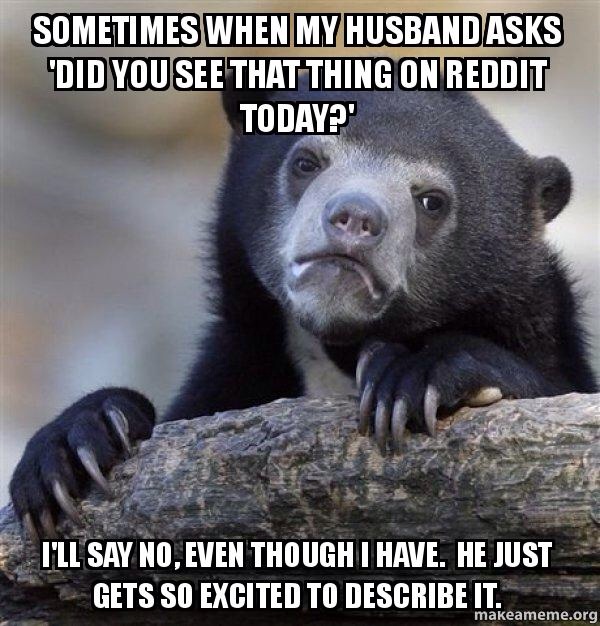 SOMETIMES WHEN MY HUSBAND ASKS
'DID YOU SEE THAT THING ON REDDIT
TODAY?'
I'LL SAY NO, EVEN THOUGH I HAVE.  HE JUST
GETS SO EXCITED TO DESCRIBE IT.
makeameme.org